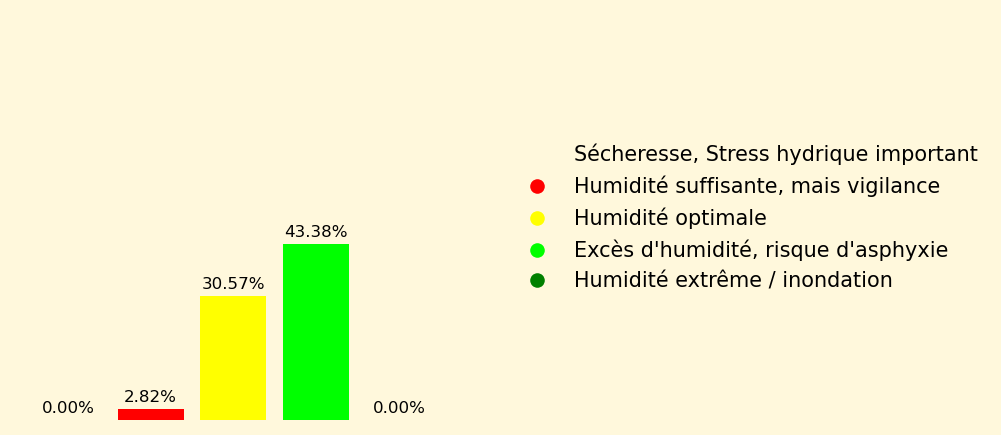 0.00%
2.82%
30.57%
43.38%
0.00%
Sécheresse, Stress hydrique important
Humidité suffisante, mais vigilance
Humidité optimale
Excès d'humidité, risque d'asphyxie
Humidité extrême / inondation